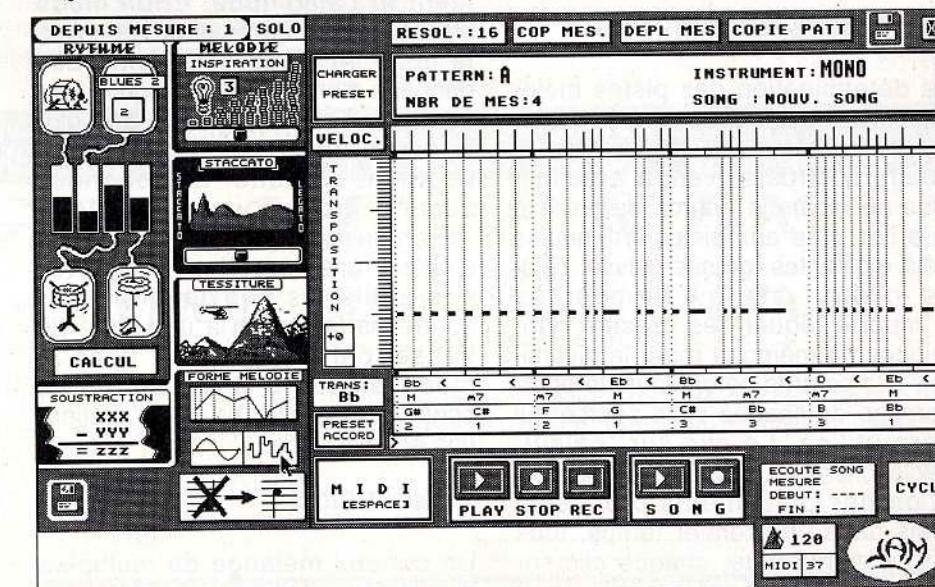 DEPUIS MESURE : 1 SOLO
RESOL.:16 COP MES. DEPL MES COPIE PATT
RYTHME
MELODIE
INSPIRATION
3
BLUES 2
2
CHARGER
PRESET
PATTERN: A
NBR DE MES:4
INSTRUMENT: MONO
SONG : NOUV. SONG
VELOC.
STACCATO
STACCATO
LEGATO
TRANSPOSITION
+0
TESSITURE
CALCUL
FORME MELODIE
SOUSTRACTION
XXX
- YYY
= ZZZ
TRANS:
Bb
PRESET
ACCORD
Bb < C < D < Eb < Bb < C < D < Eb <
M m7 m7 M M m7 m7 M
G# C# F G C# Bb B Bb
2 1 2 1 3 3 3 1
>
MIDI
[ESPACE]
PLAY STOP REC
SONG
ECOUTE SONG
MESURE
DEBUT: ----
FIN : ----
CYCL
120
MIDI 37
JAM